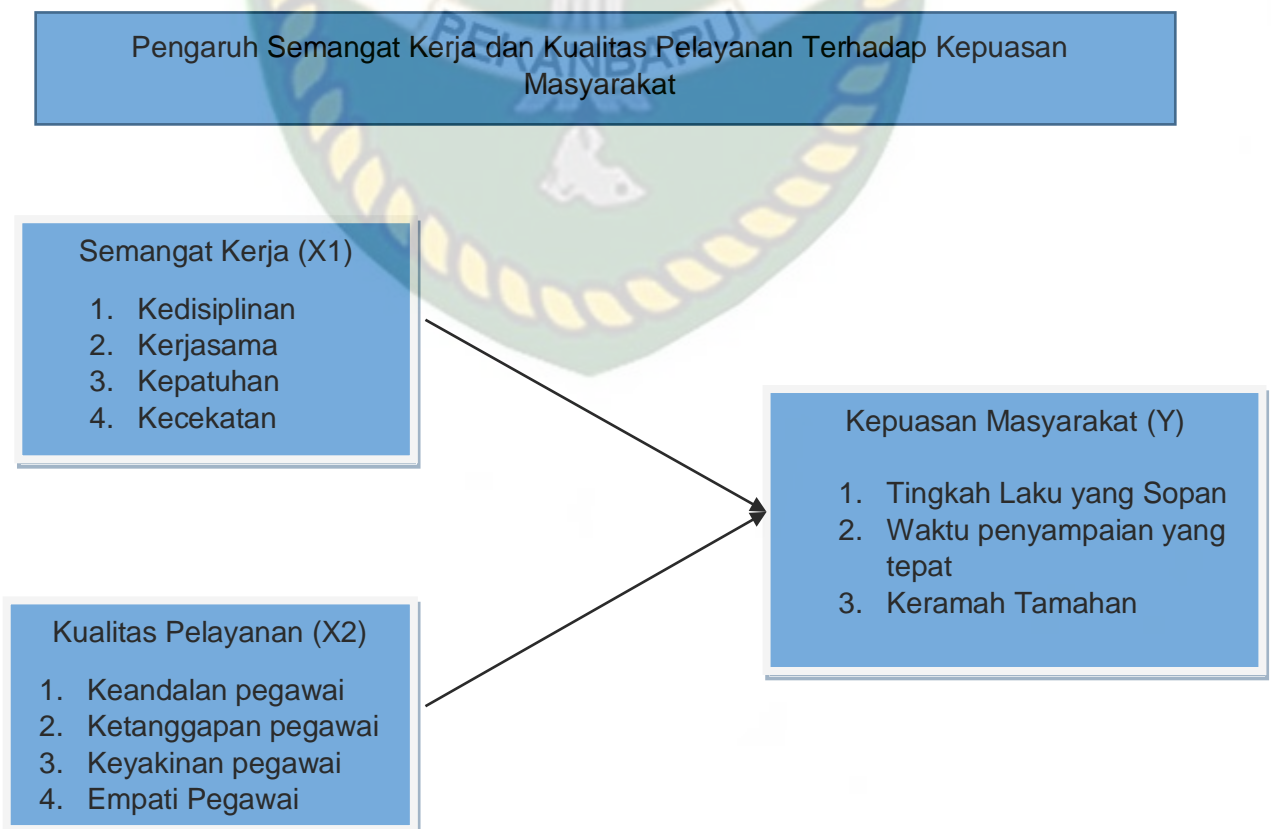 Pengaruh Semangat Kerja dan Kualitas Pelayanan Terhadap Kepuasan
Masyarakat
PEKANBARU
Semangat Kerja (X1)
1. Kedisiplinan
2. Kerjasama
3. Kepatuhan
4. Kecekatan
Kepuasan Masyarakat (Y)
1. Tingkah Laku yang Sopan
2. Waktu penyampaian yang
tepat
3. Keramah Tamahan
Kualitas Pelayanan (X2)
1. Keandalan pegawai
2. Ketanggapan pegawai
3. Keyakinan pegawai
4. Empati Pegawai